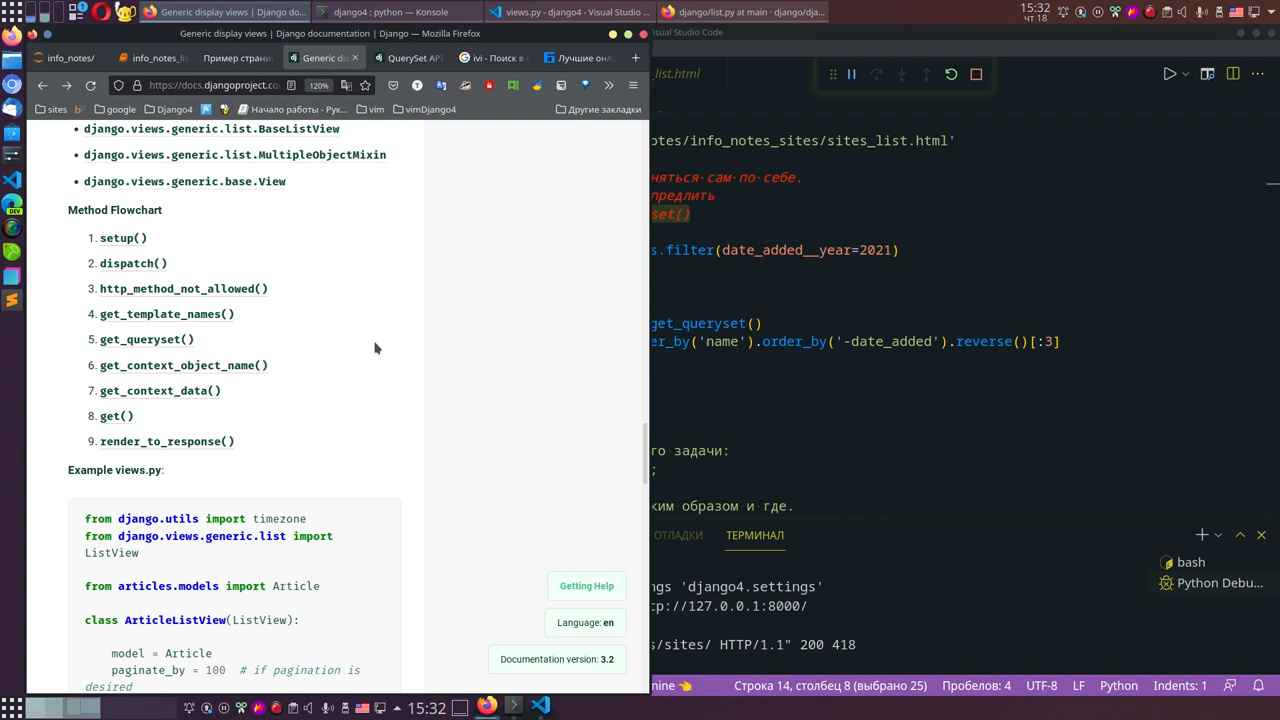 Generic display views | Django do...
django4 : python — Konsole
views.py - django4 - Visual Studio ...
django/list.py at main · django/dja...
15:32
чт 18
Generic display views | Django documentation | Django — Mozilla Firefox
Visual Studio Code
info_notes/
info_notes_lis
Пример страни
Generic dis
QuerySet API
ivi - Поиск в G
Лучшие онла
_list.html
https://docs.djangoproject.co
120%
sites
google
Django4
Начало работы - Рук...
vim
vimDjango4
Другие закладки
django.views.generic.list.BaseListView
django.views.generic.list.MultipleObjectMixin
django.views.generic.base.View
otes/info_notes_sites/sites_list.html'
няться сам по себе.
предлить
set()
s.filter(date_added__year=2021)
get_queryset()
er_by('name').order_by('-date_added').reverse()[:3]
Method Flowchart
1. setup()
2. dispatch()
3. http_method_not_allowed()
4. get_template_names()
5. get_queryset()
6. get_context_object_name()
7. get_context_data()
8. get()
9. render_to_response()
го задачи:
;
ким образом и где.
Example views.py:
from django.utils import timezone
from django.views.generic.list import
ListView
from articles.models import Article
class ArticleListView(ListView):
model = Article
paginate_by = 100 # if pagination is
desired
Getting Help
Language: en
Documentation version: 3.2
ОТЛАДКИ
ТЕРМИНАЛ
bash
Python Debu...
ngs 'django4.settings'
tp://127.0.0.1:8000/
s/sites/ HTTP/1.1" 200 418
nine
Строка 14, столбец 8 (выбрано 25)
Пробелов: 4
UTF-8
LF
Python
Indents: 1
15:32